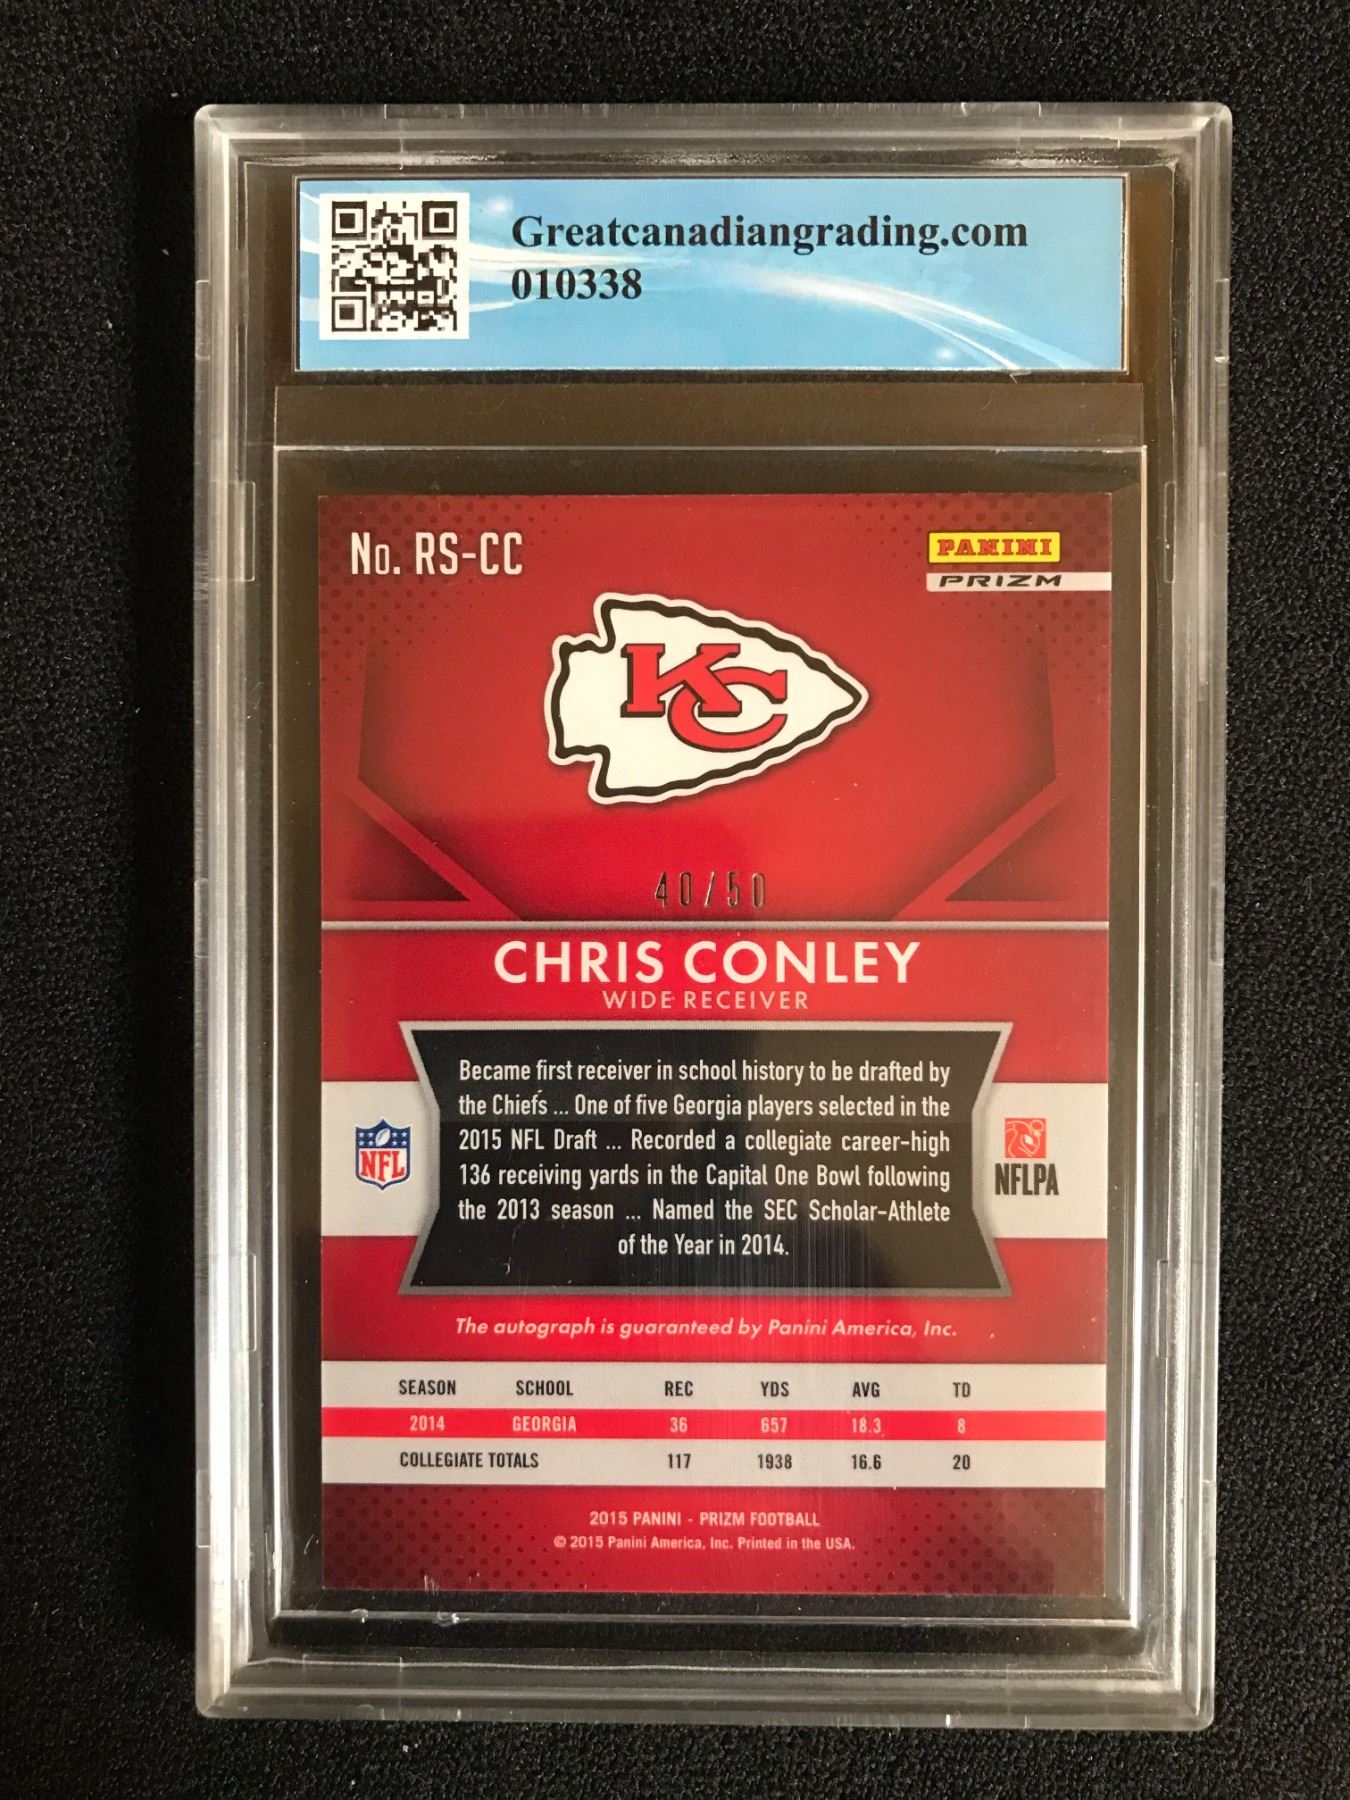 Greatcanadiangrading.com
010338
No. RS-CC
PANINI
PRIZM
KC
40/50
CHRIS CONLEY
WIDE RECEIVER
Became first receiver in school history to be drafted by
the Chiefs ... One of five Georgia players selected in the
2015 NFL Draft ... Recorded a collegiate career-high
136 receiving yards in the Capital One Bowl following
the 2013 season ... Named the SEC Scholar-Athlete
of the Year in 2014.
NFL
NFLPA
The autograph is guaranteed by Panini America, Inc.
SEASON SCHOOL REC YDS AVG TD
2014 GEORGIA 36 657 18.3 8
COLLEGIATE TOTALS 117 1938 16.6 20
2015 PANINI - PRIZM FOOTBALL
© 2015 Panini America, Inc. Printed in the USA.